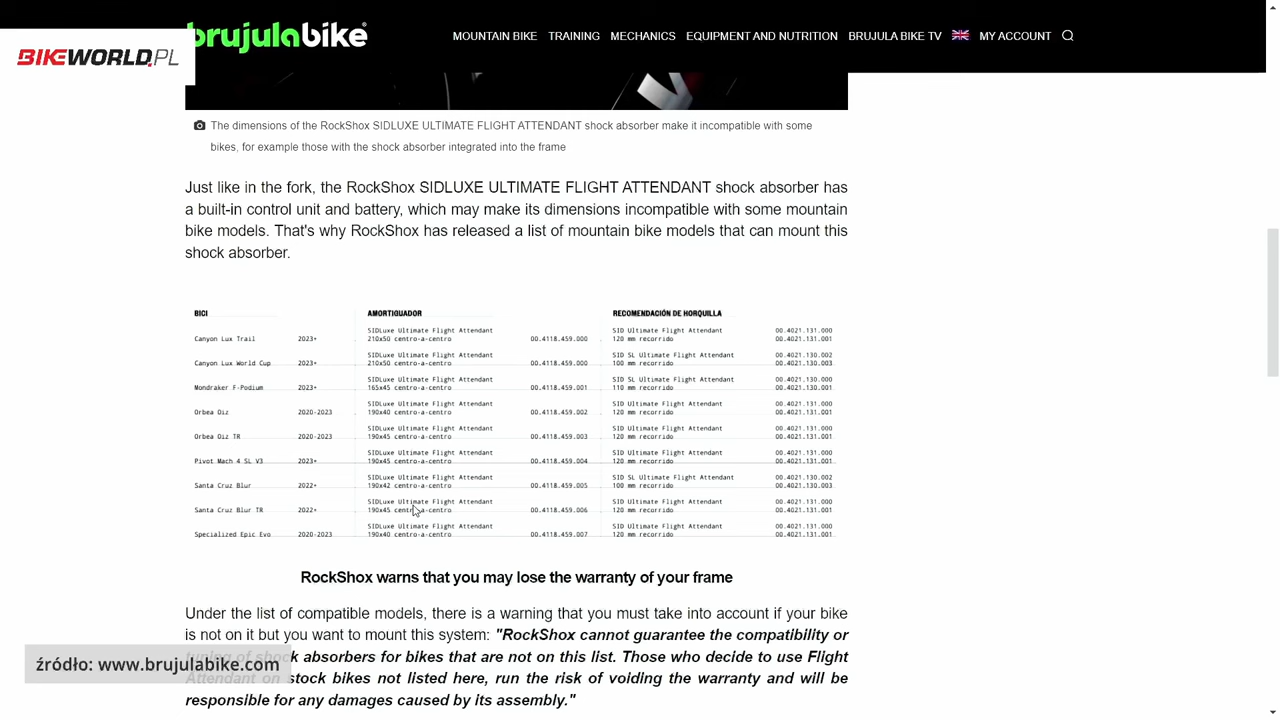 brujulabike
MOUNTAIN BIKE TRAINING MECHANICS EQUIPMENT AND NUTRITION BRUJULA BIKE TV MY ACCOUNT
BIKEWORLD.PL
The dimensions of the RockShox SIDLUXE ULTIMATE FLIGHT ATTENDANT shock absorber make it incompatible with some
bikes, for example those with the shock absorber integrated into the frame
Just like in the fork, the RockShox SIDLUXE ULTIMATE FLIGHT ATTENDANT shock absorber has
a built-in control unit and battery, which may make its dimensions incompatible with some mountain
bike models. That's why RockShox has released a list of mountain bike models that can mount this
shock absorber.
BICI AMORTIGUADOR RECOMENDACIÓN DE HORQUILLA
SIDLuxe Ultimate Flight Attendant SID Ultimate Flight Attendant 00.4021.131.000
Canyon Lux Trail 2023+ 210x50 centro-a-centro 00.4118.459.000 120 mm recorrido 00.4021.131.001
SIDLuxe Ultimate Flight Attendant SID SL Ultimate Flight Attendant 00.4021.130.002
Canyon Lux World Cup 2023+ 210x50 centro-a-centro 00.4118.459.000 100 mm recorrido 00.4021.130.003
SIDLuxe Ultimate Flight Attendant SID SL Ultimate Flight Attendant 00.4021.130.000
Mondraker F-Podium 2023+ 165x45 centro-a-centro 00.4118.459.001 110 mm recorrido 00.4021.130.001
SIDLuxe Ultimate Flight Attendant SID Ultimate Flight Attendant 00.4021.131.000
Orbea Oiz 2020-2023 190x40 centro-a-centro 00.4118.459.002 120 mm recorrido 00.4021.131.001
SIDLuxe Ultimate Flight Attendant SID Ultimate Flight Attendant 00.4021.131.000
Orbea Oiz TR 2020-2023 190x45 centro-a-centro 00.4118.459.003 120 mm recorrido 00.4021.131.001
SIDLuxe Ultimate Flight Attendant SID Ultimate Flight Attendant 00.4021.131.000
Pivot Mach 4 SL V3 2023+ 190x45 centro-a-centro 00.4118.459.004 120 mm recorrido 00.4021.131.001
SIDLuxe Ultimate Flight Attendant SID SL Ultimate Flight Attendant 00.4021.130.002
Santa Cruz Blur 2022+ 190x42 centro-a-centro 00.4118.459.005 100 mm recorrido 00.4021.130.003
SIDLuxe Ultimate Flight Attendant SID Ultimate Flight Attendant 00.4021.131.000
Santa Cruz Blur TR 2022+ 190x45 centro-a-centro 00.4118.459.006 120 mm recorrido 00.4021.131.001
SIDLuxe Ultimate Flight Attendant SID Ultimate Flight Attendant 00.4021.131.000
Specialized Epic Evo 2020-2023 190x40 centro-a-centro 00.4118.459.007 120 mm recorrido 00.4021.131.001
RockShox warns that you may lose the warranty of your frame
Under the list of compatible models, there is a warning that you must take into account if your bike
is not on it but you want to mount this system: "RockShox cannot guarantee the compatibility or
tuning of shock absorbers for bikes that are not on this list. Those who decide to use Flight
Attendant on stock bikes not listed here, run the risk of voiding the warranty and will be
responsible for any damages caused by its assembly."
źródło: www.brujulabike.com